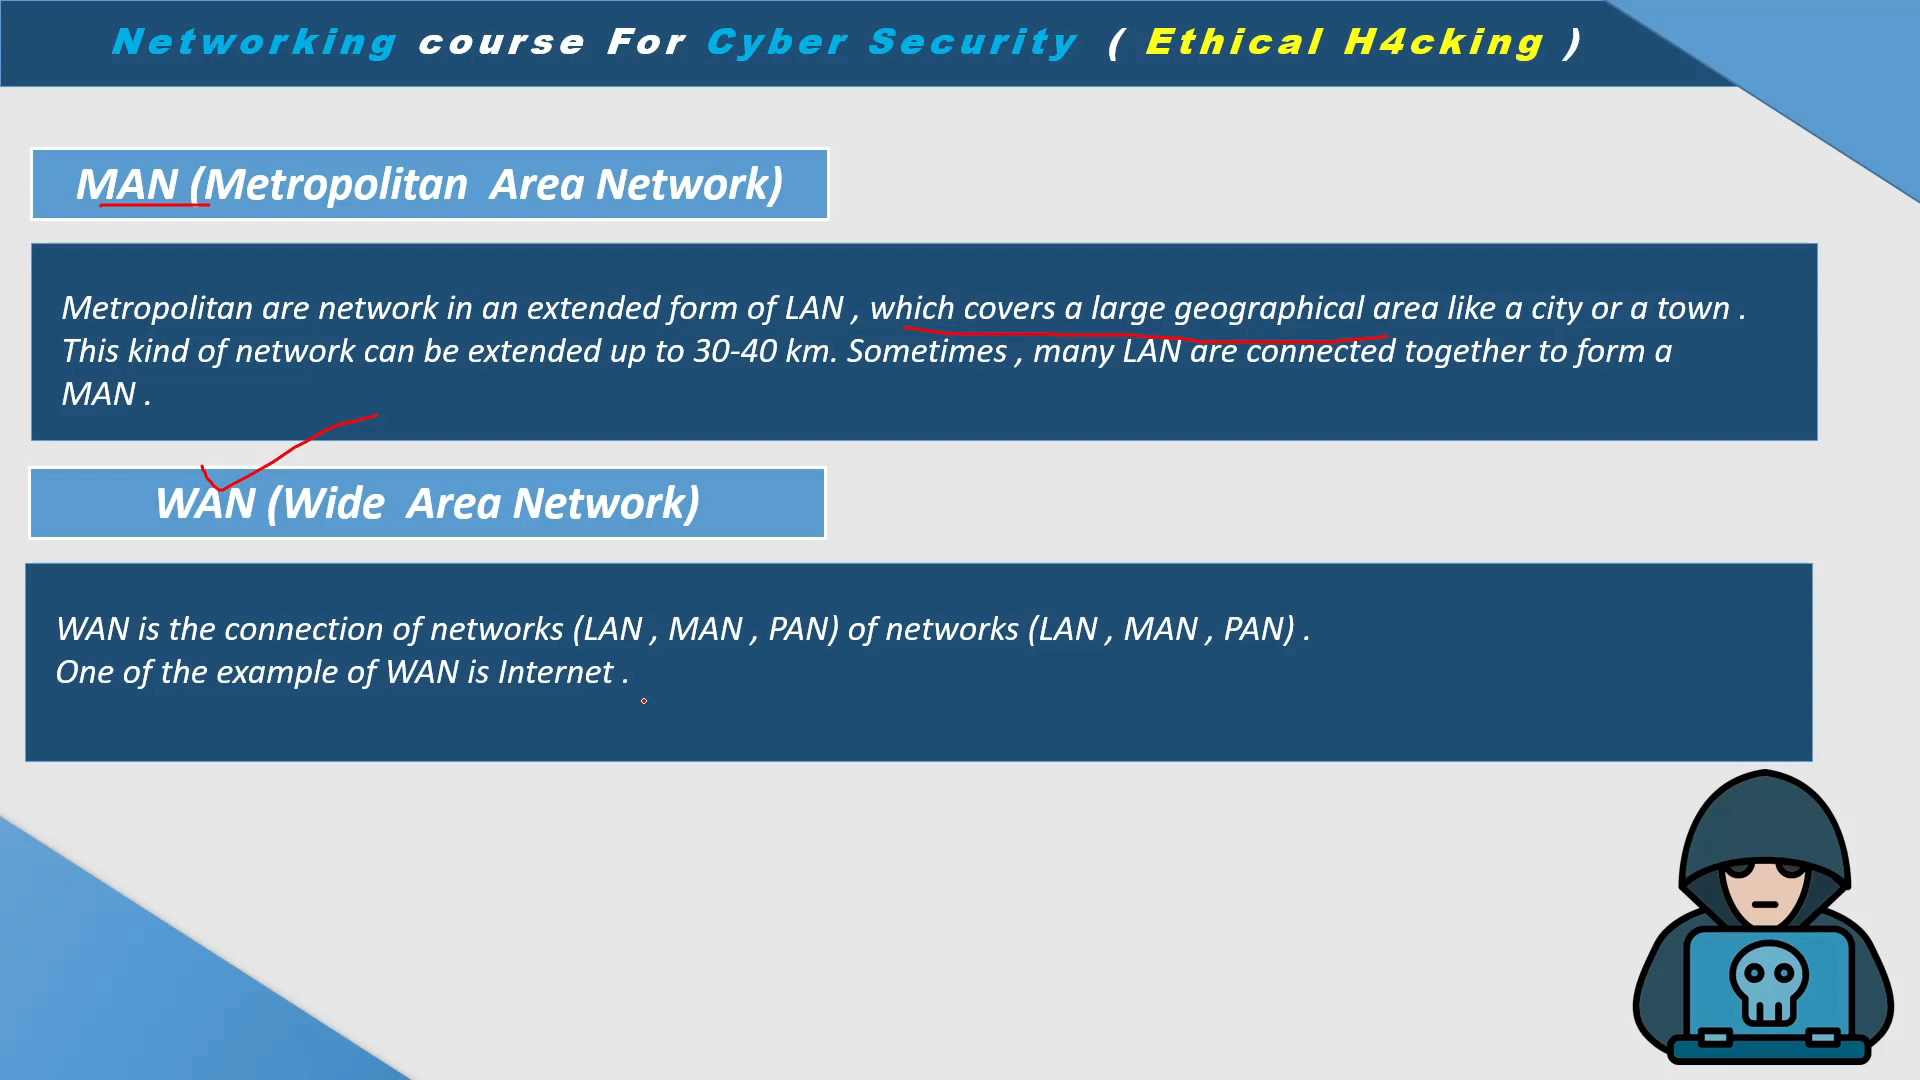 Networking course For Cyber Security ( Ethical H4cking )
MAN (Metropolitan Area Network)
Metropolitan are network in an extended form of LAN , which covers a large geographical area like a city or a town .
This kind of network can be extended up to 30-40 km. Sometimes , many LAN are connected together to form a
MAN .
WAN (Wide Area Network)
WAN is the connection of networks (LAN , MAN , PAN) of networks (LAN , MAN , PAN) .
One of the example of WAN is Internet .